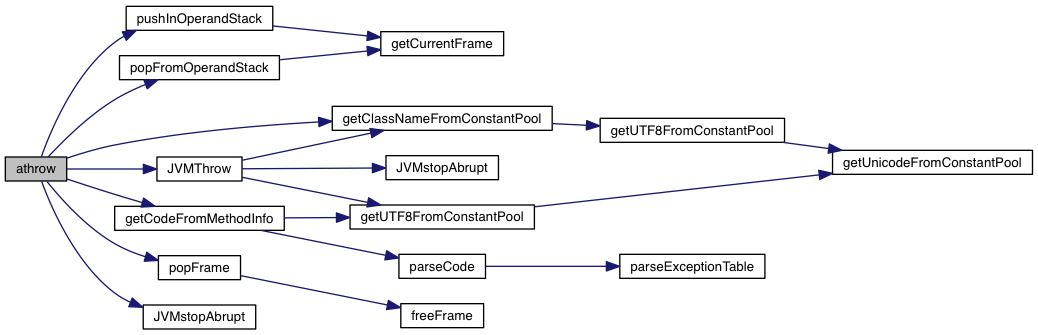 athrow
pushInOperandStack
popFromOperandStack
getCurrentFrame
getClassNameFromConstantPool
getUTF8FromConstantPool
getUnicodeFromConstantPool
JVMThrow
JVMstopAbrupt
getCodeFromMethodInfo
getUTF8FromConstantPool
popFrame
parseCode
parseExceptionTable
JVMstopAbrupt
freeFrame